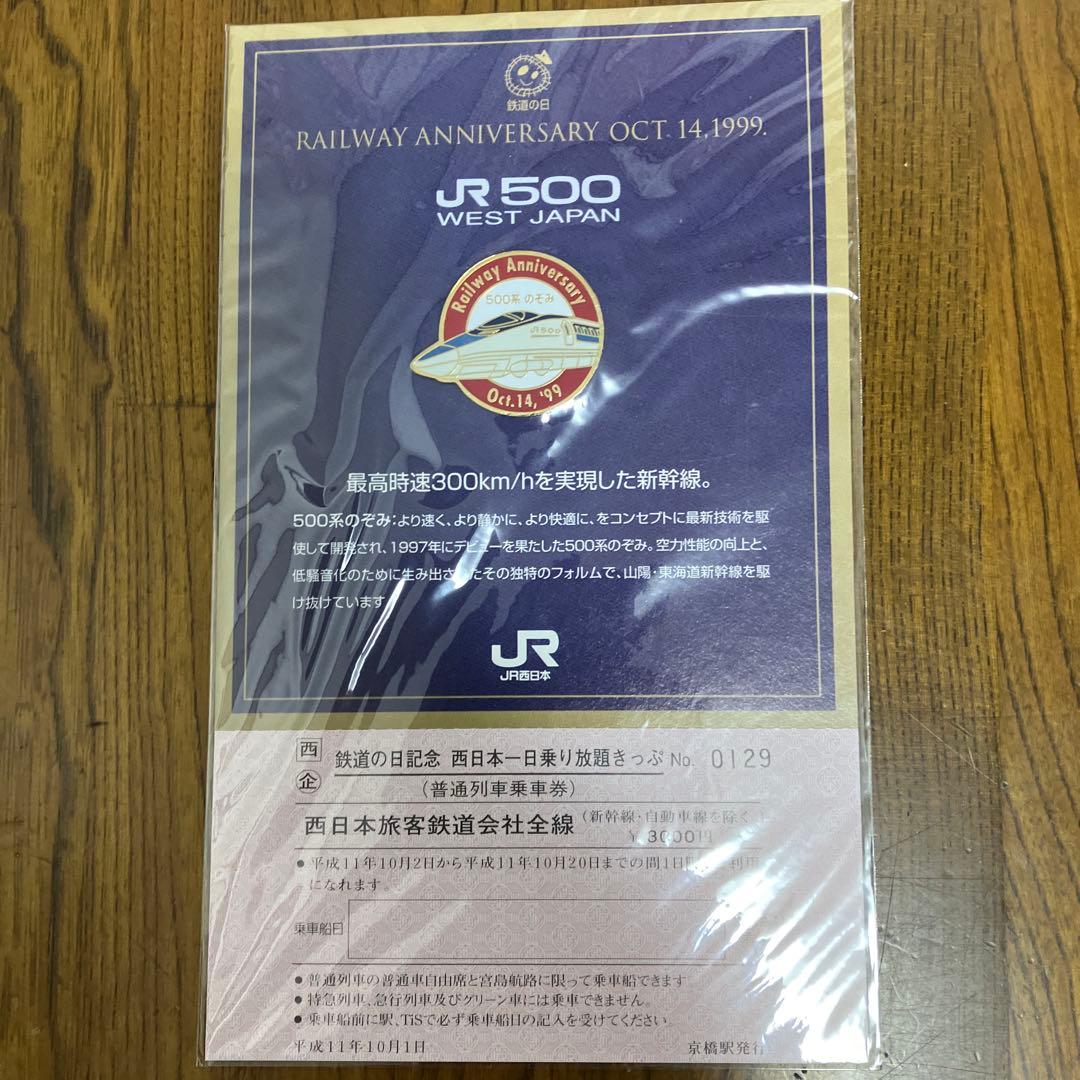 鉄道の日
RAILWAY ANNIVERSARY OCT. 14,1999.
JR500
WEST JAPAN
Railway Anniversary
500系 のぞみ
JR500
Oct.14, '99
最高時速300km/hを実現した新幹線。
500系のぞみ:より速く、より静かに、より快適に、をコンセプトに最新技術を駆
使して開発され、1997年にデビューを果たした500系のぞみ。空力性能の向上と、
低騒音化のために生み出されたその独特のフォルムで、山陽・東海道新幹線を駆
け抜けています
JR
JR西日本
西 鉄道の日記念 西日本一日乗り放題きっぷ No. 0129
企 (普通列車乗車券)
西日本旅客鉄道会社全線 (新幹線・自動車線を除く
¥3000円
● 平成11年10月2日から平成11年10月20日までの間1日 利用
になれます。
乗車船日
● 普通列車の普通車自由席と宮島航路に限って乗車船できます
● 特急列車、急行列車及びグリーン車には乗車できません。
● 乗車船前に駅、TiSで必ず乗車船日の記入を受けてください
平成11年10月1日 京橋駅発行